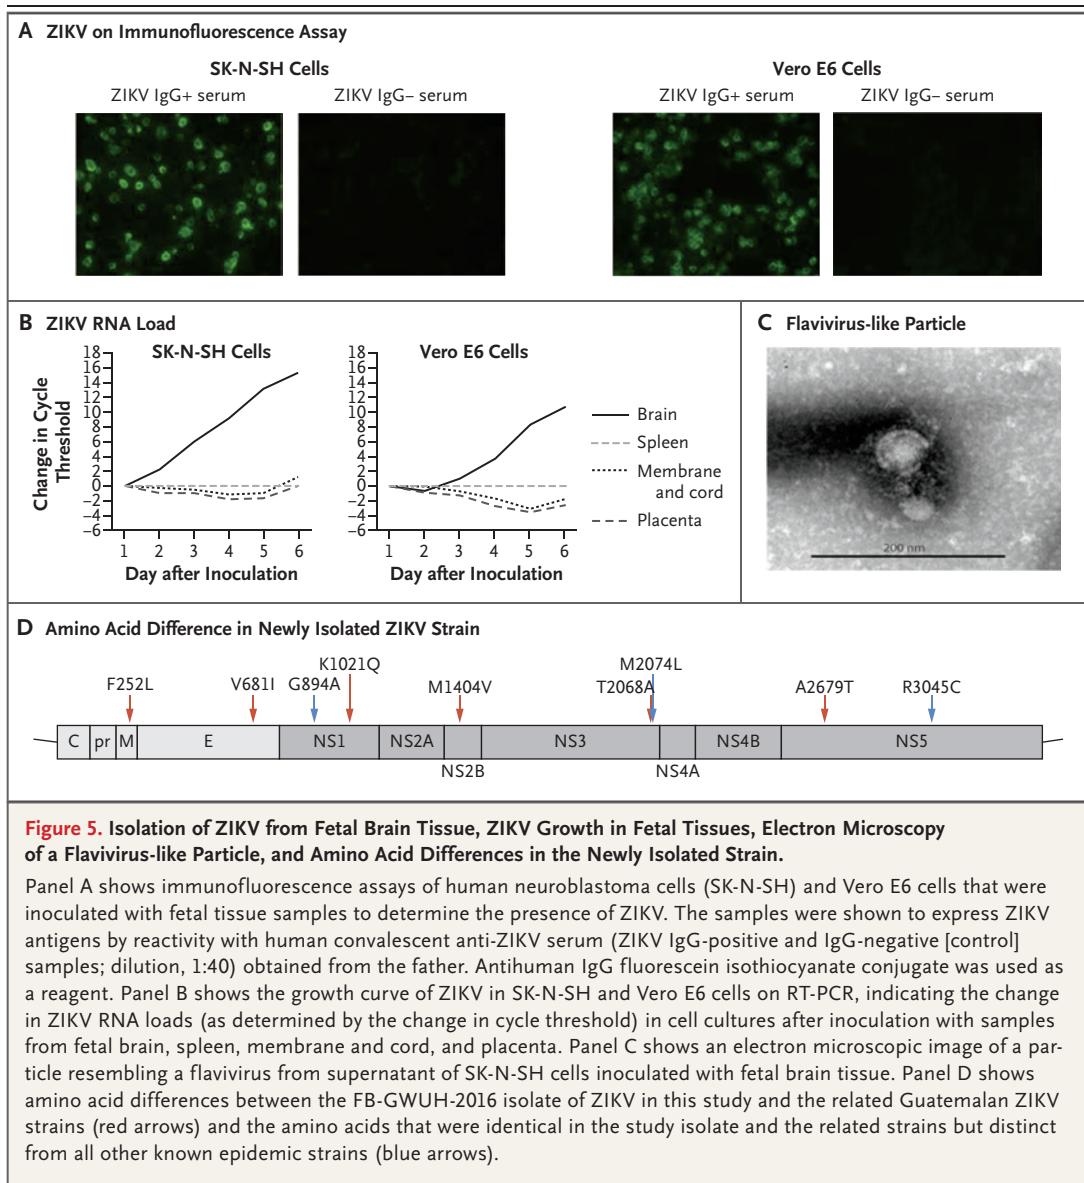 A ZIKV on Immunofluorescence Assay
SK-N-SH Cells
Vero E6 Cells
ZIKV IgG+ serum
ZIKV IgG– serum
ZIKV IgG+ serum
ZIKV IgG– serum
B ZIKV RNA Load
SK-N-SH Cells
Change in Cycle
Threshold
18
16
14
12
10
8
6
4
2
0
–2
–4
–6
1 2 3 4 5 6
Day after Inoculation
Vero E6 Cells
18
16
14
12
10
8
6
4
2
0
–2
–4
–6
1 2 3 4 5 6
Day after Inoculation
Brain
Spleen
Membrane
and cord
Placenta
C Flavivirus-like Particle
200 nm
D Amino Acid Difference in Newly Isolated ZIKV Strain
K1021Q M2074L
F252L V681I G894A M1404V T2068A A2679T R3045C
C pr M E NS1 NS2A NS3 NS4B NS5
NS2B NS4A
Figure 5. Isolation of ZIKV from Fetal Brain Tissue, ZIKV Growth in Fetal Tissues, Electron Microscopy
of a Flavivirus-like Particle, and Amino Acid Differences in the Newly Isolated Strain.
Panel A shows immunofluorescence assays of human neuroblastoma cells (SK-N-SH) and Vero E6 cells that were
inoculated with fetal tissue samples to determine the presence of ZIKV. The samples were shown to express ZIKV
antigens by reactivity with human convalescent anti-ZIKV serum (ZIKV IgG-positive and IgG-negative [control]
samples; dilution, 1:40) obtained from the father. Antihuman IgG fluorescein isothiocyanate conjugate was used as
a reagent. Panel B shows the growth curve of ZIKV in SK-N-SH and Vero E6 cells on RT-PCR, indicating the change
in ZIKV RNA loads (as determined by the change in cycle threshold) in cell cultures after inoculation with samples
from fetal brain, spleen, membrane and cord, and placenta. Panel C shows an electron microscopic image of a par-
ticle resembling a flavivirus from supernatant of SK-N-SH cells inoculated with fetal brain tissue. Panel D shows
amino acid differences between the FB-GWUH-2016 isolate of ZIKV in this study and the related Guatemalan ZIKV
strains (red arrows) and the amino acids that were identical in the study isolate and the related strains but distinct
from all other known epidemic strains (blue arrows).